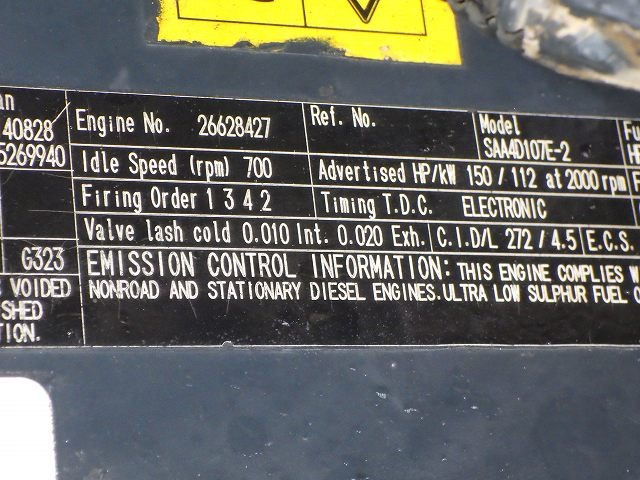 an
40828
5269940
G323
VOIDED
SHED
TION.
Engine No. 26628427
Ref. No.
Model
SAA4D107E-2
Idle Speed (rpm) 700
Advertised HP/kW 150 / 112 at 2000 rpm
Firing Order 1 3 4 2
Timing T.D.C. ELECTRONIC
Valve lash cold 0.010 Int. 0.020 Exh.
C.I.D/L 272 / 4.5
E.C.S.
EMISSION CONTROL INFORMATION: THIS ENGINE COMPLIES
NONROAD AND STATIONARY DIESEL ENGINES. ULTRA LOW SULPHUR FUEL